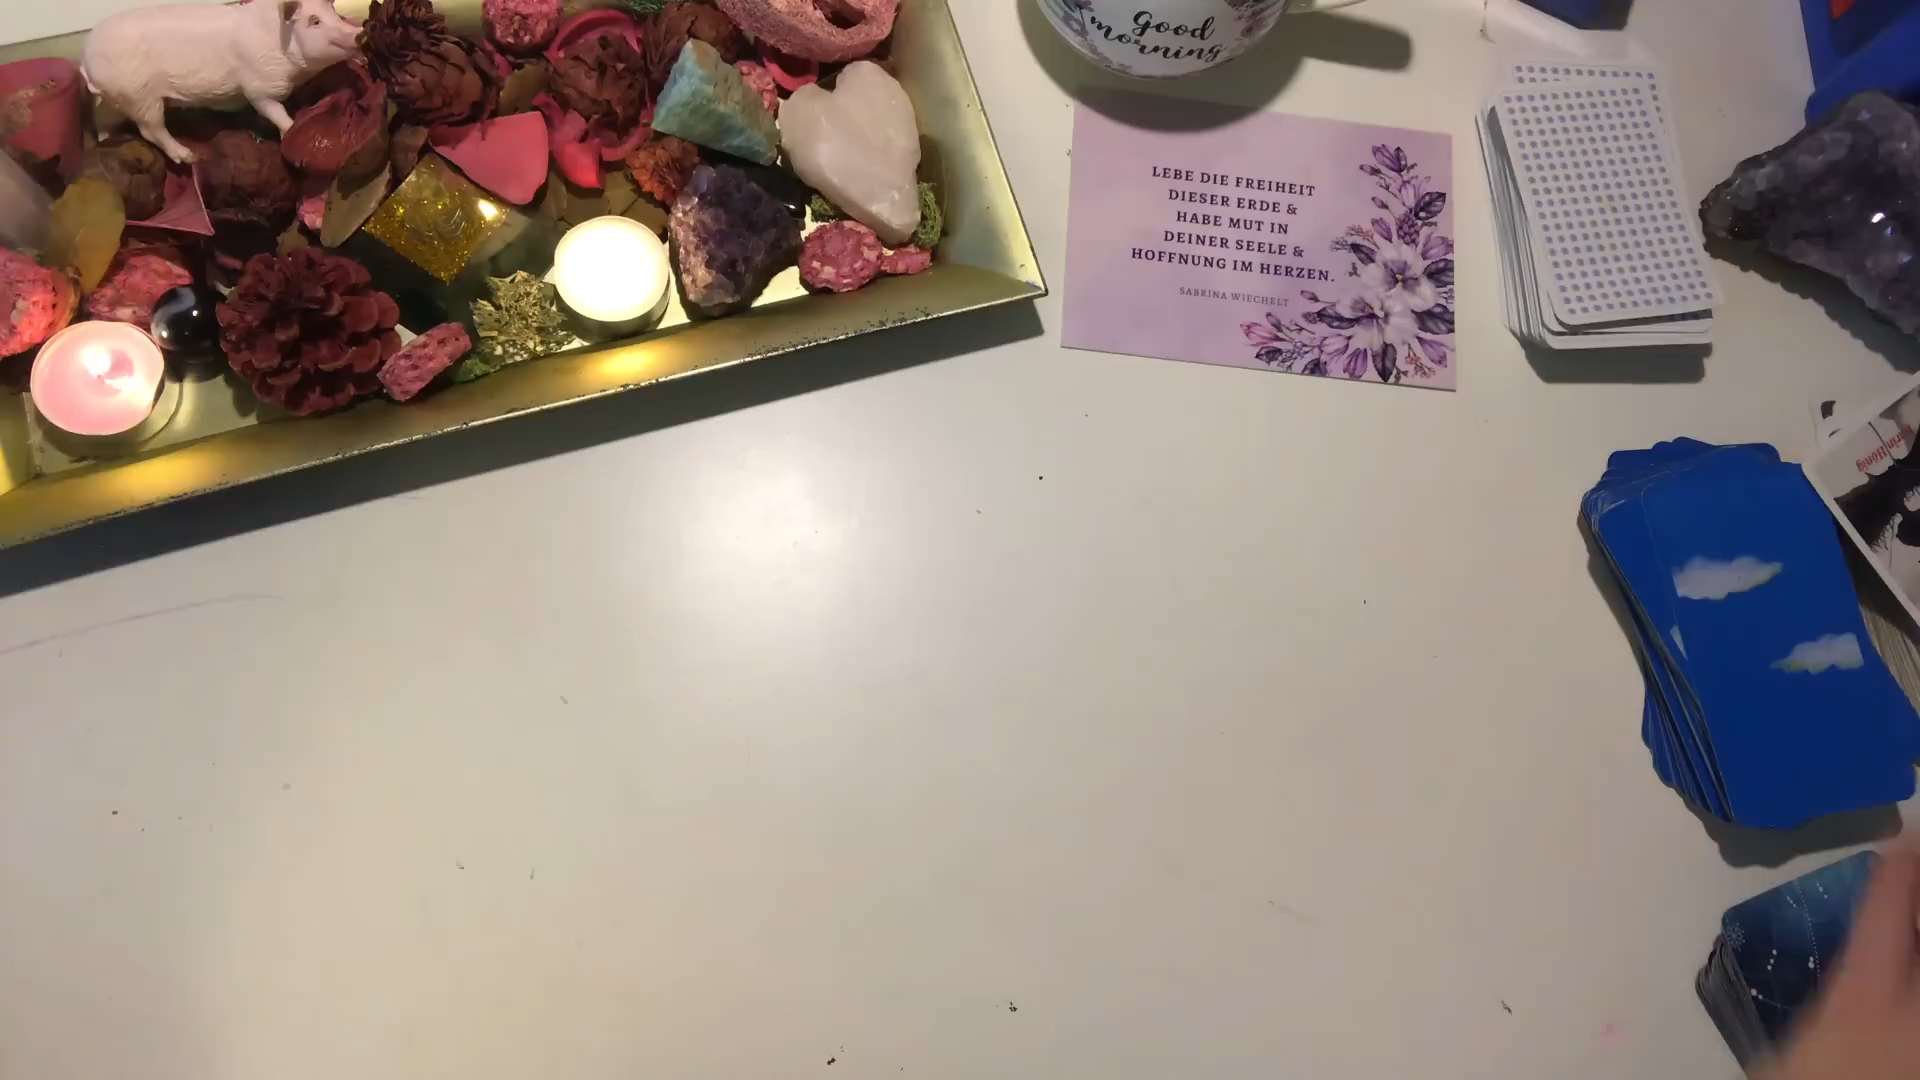 Good
morning
LEBE DIE FREIHEIT
DIESER ERDE &
HABE MUT IN
DEINER SEELE &
HOFFNUNG IM HERZEN.
SABRINA WIECHELT